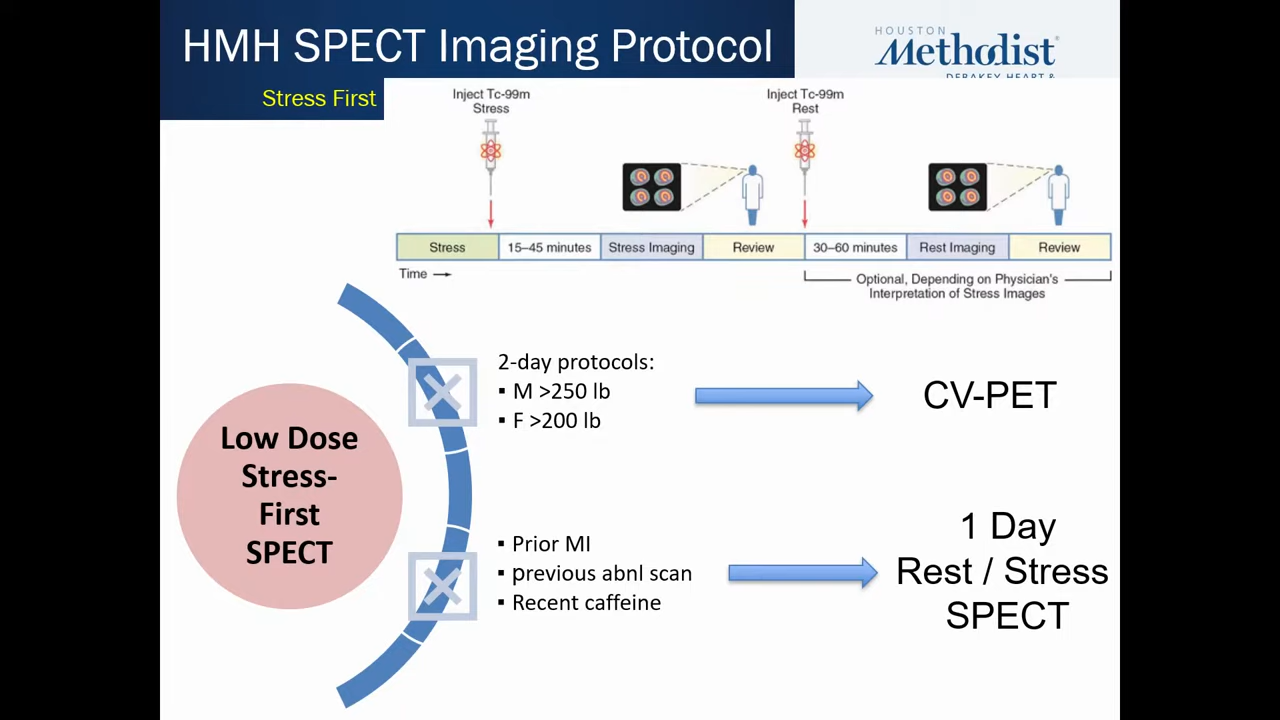 HMH SPECT Imaging Protocol
HOUSTON
Methodist
DEBAKEY HEART &
Stress First
Inject Tc-99m
Stress
Inject Tc-99m
Rest
Stress
15–45 minutes
Stress Imaging
Review
30–60 minutes
Rest Imaging
Review
Time
Optional, Depending on Physician's
Interpretation of Stress Images
Low Dose
Stress-
First
SPECT
2-day protocols:
▪ M >250 lb
▪ F >200 lb
CV-PET
▪ Prior MI
▪ previous abnl scan
▪ Recent caffeine
1 Day
Rest / Stress
SPECT